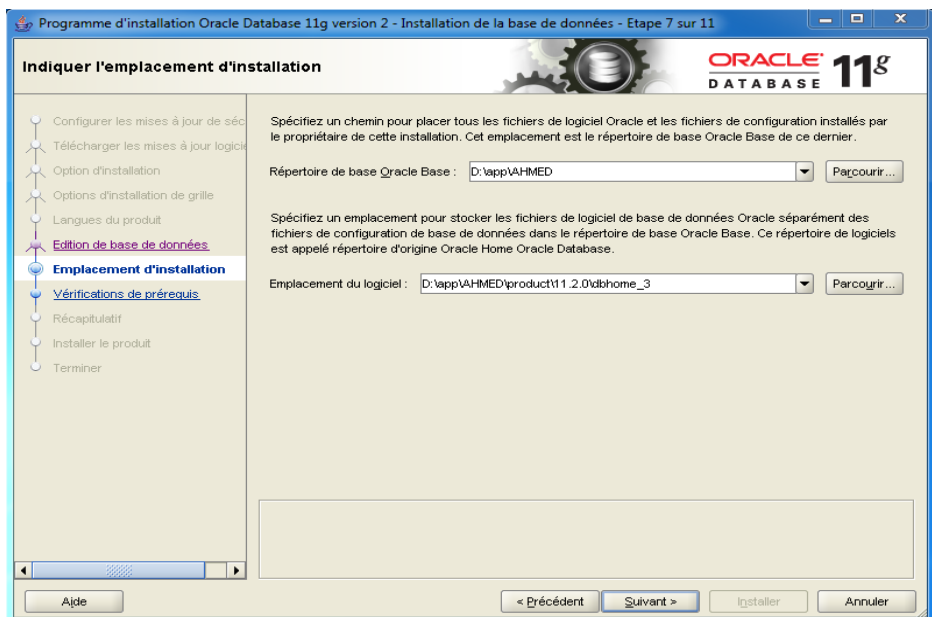 Programme d'installation Oracle Database 11g version 2 - Installation de la base de données - Etape 7 sur 11
Indiquer l'emplacement d'installation
ORACLE
DATABASE
11g
Configurer les mises à jour de séc
Télécharger les mises à jour logicie
Option d'installation
Options d'installation de grille
Langues du produit
Edition de base de données
Emplacement d'installation
Vérifications de prérequis
Récapitulatif
Installer le produit
Terminer
Spécifiez un chemin pour placer tous les fichiers de logiciel Oracle et les fichiers de configuration installés par
le propriétaire de cette installation. Cet emplacement est le répertoire de base Oracle Base de ce dernier.
Répertoire de base Oracle Base : D:\app\AHMED Parcourir...
Spécifiez un emplacement pour stocker les fichiers de logiciel de base de données Oracle séparément des
fichiers de configuration de base de données dans le répertoire de base Oracle Base. Ce répertoire de logiciels
est appelé répertoire d'origine Oracle Home Oracle Database.
Emplacement du logiciel : D:\app\AHMED\product\11.2.0\dbhome_3 Parcourir...
Aide < Précédent Suivant > Installer Annuler